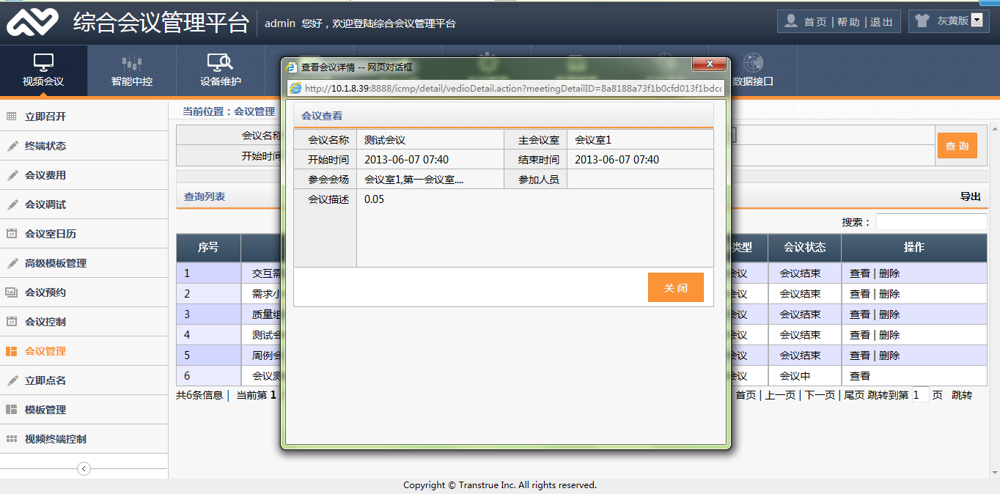 综合会议管理平台
admin 您好，欢迎登陆综合会议管理平台
首页 | 帮助 | 退出
灰黄版
视频会议
智能中控
设备维护
数据接口
立即召开
终端状态
会议费用
会议调试
会议室日历
高级模板管理
会议预约
会议控制
会议管理
立即点名
模板管理
视频终端控制
当前位置：会议管理
会议名称
开始时间
查询
查询列表
导出
搜索：
序号 类型 会议状态 操作
1 交互需 会议 会议结束 查看 | 删除
2 需求小 会议 会议结束 查看 | 删除
3 质量组 会议 会议结束 查看 | 删除
4 测试会 会议 会议结束 查看 | 删除
5 周例会 会议 会议结束 查看 | 删除
6 会议测 会议 会议中 查看
共6条信息 | 当前第 1
首页 | 上一页 | 下一页 | 尾页 跳转到第 1 页 跳转
查看会议详情 -- 网页对话框
http://10.1.8.39:8888/icmp/detail/vedioDetail.action?meetingDetailID=8a8188a73f1b0cfd013f1bdcc
会议查看
会议名称 测试会议 主会议室 会议室1
开始时间 2013-06-07 07:40 结束时间 2013-06-07 07:40
参会会场 会议室1,第一会议室.... 参加人员
会议描述 0.05
关 闭
Copyright © Transtrue Inc. All rights reserved.